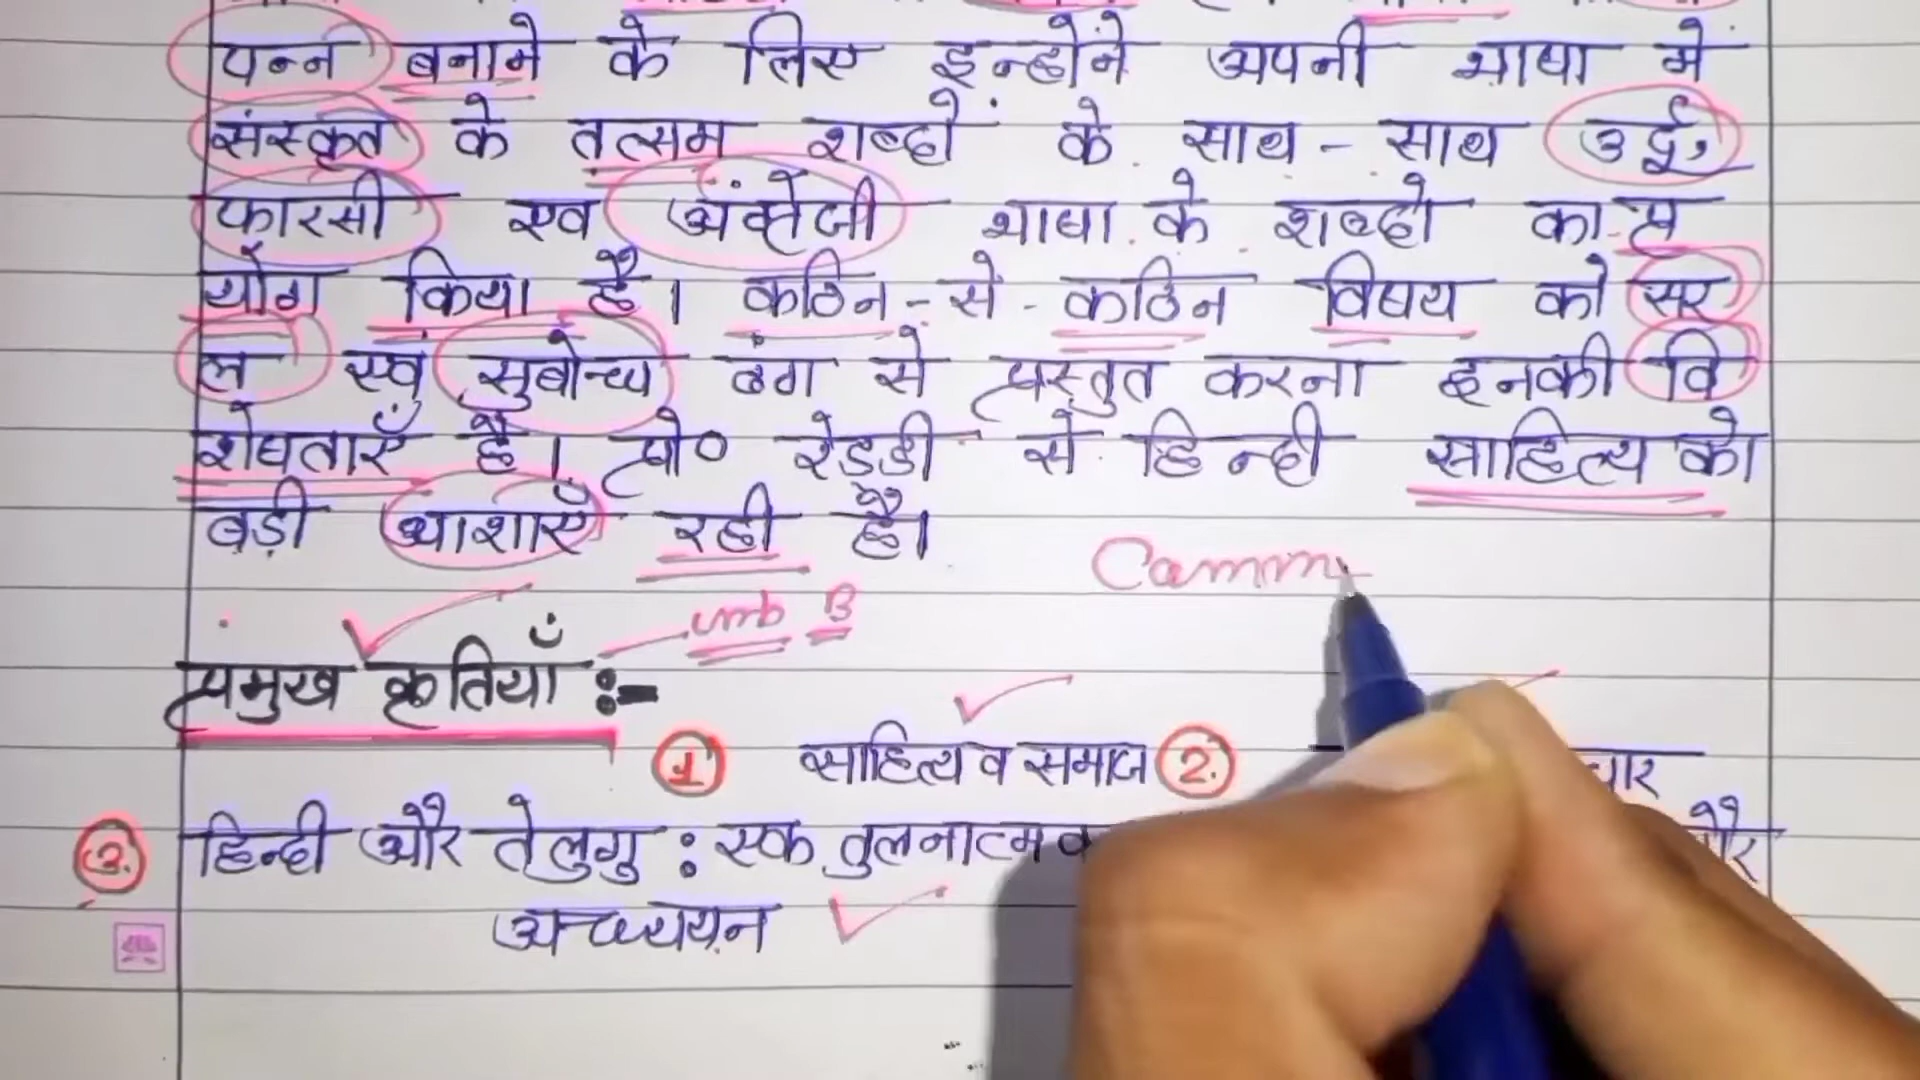 पन्न बनाने के लिए इन्होंने अपनी भाषा में
संस्कृत के तत्सम शब्दों के साथ-साथ उर्दू,
फारसी एवं अंग्रेजी भाषा के शब्दो का प्र
योग किया है। कठिन-से-कठिन विषय को सर
ल एवं सुबोध ढंग से प्रस्तुत करना इनकी वि
शेषताएँ है। प्रो० रेडडी से हिन्दी साहित्य को
बड़ी आशाएँ रही है।
Camm
प्रमुख कृतियाँ :-
① साहित्य व समाज ②
③ हिन्दी और तेलुगु : एक तुलनात्मक
अध्ययन